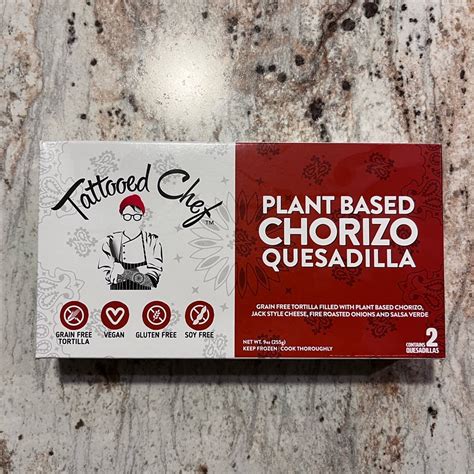 Tattooed Chef™
GRAIN FREE
TORTILLA
VEGAN
GLUTEN FREE
SOY FREE
PLANT BASED
CHORIZO
QUESADILLA
GRAIN FREE TORTILLA FILLED WITH PLANT BASED CHORIZO,
JACK STYLE CHEESE, FIRE ROASTED ONIONS AND SALSA VERDE
NET WT. 9oz (255g)
KEEP FROZEN | COOK THOROUGHLY
CONTAINS 2
QUESADILLAS